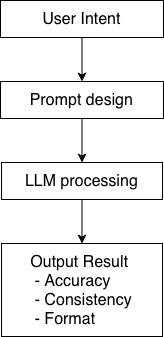 User Intent
Prompt design
LLM processing
Output Result
- Accuracy
- Consistency
- Format